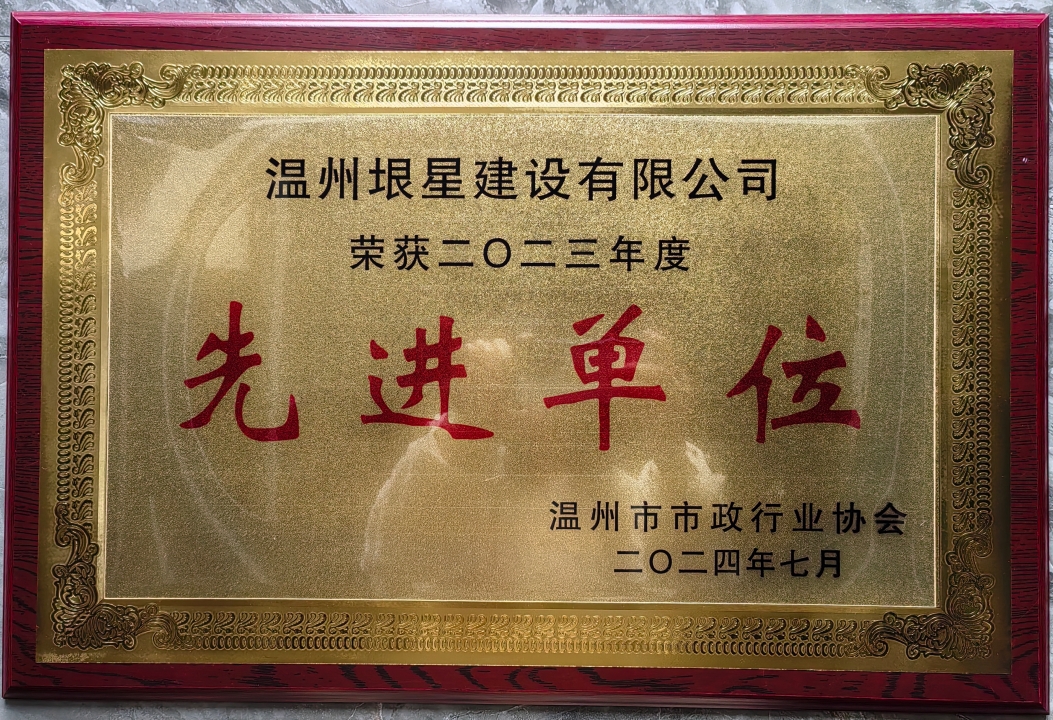 温州垠星建设有限公司
荣获二〇二三年度
先进单位
温州市市政行业协会
二〇二四年七月